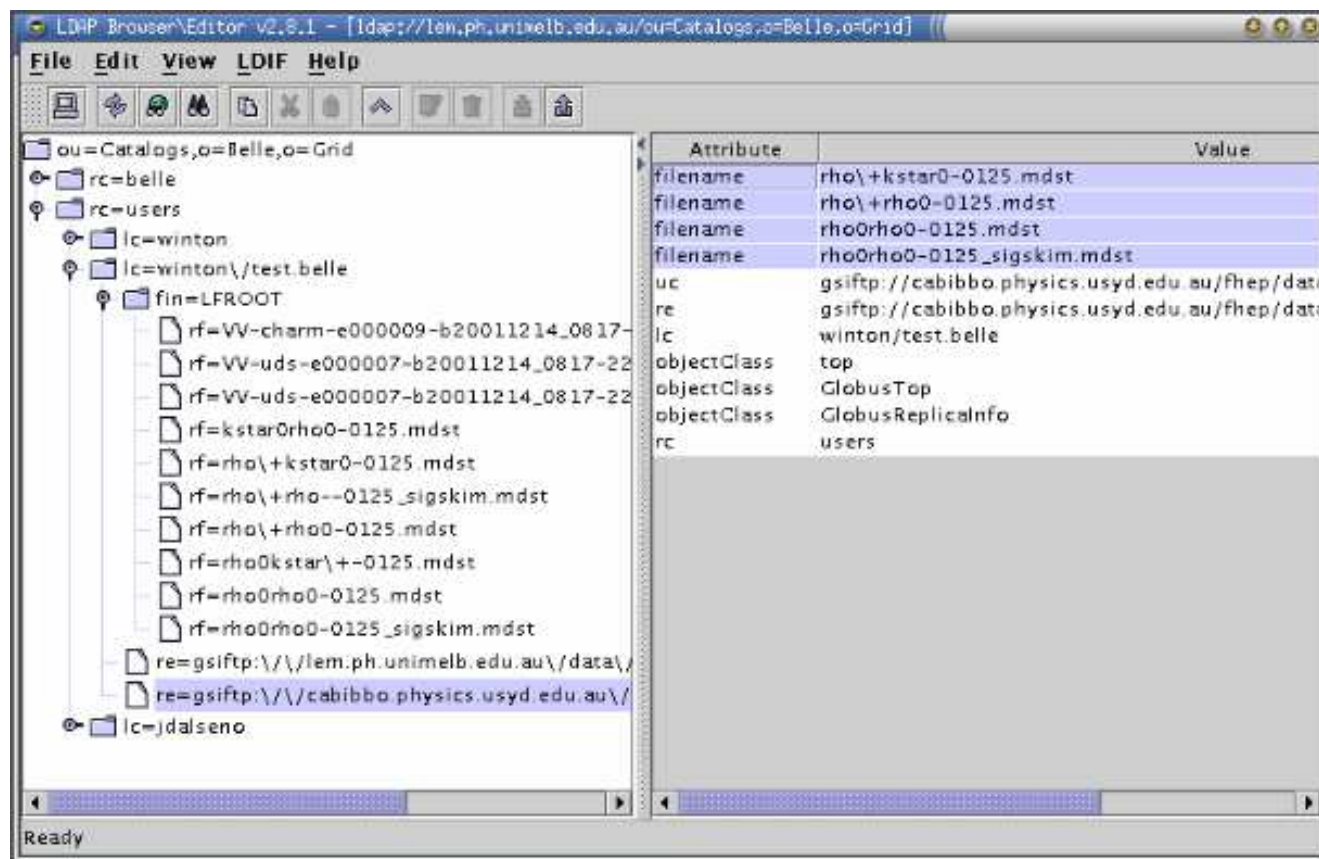 LDAP Browser\Editor v2.8.1 - [ldap://lem.ph.unimelb.edu.au/ou=Catalogs,o=Belle,o=Grid]
File Edit View LDIF Help
ou=Catalogs,o=Belle,o=Grid
rc=belle
rc=users
lc=winton
lc=winton\/test.belle
fin=LFROOT
rf=VV-charm-e000009-b20011214_0817-
rf=VV-uds-e000007-b20011214_0817-22
rf=VV-uds-e000007-b20011214_0817-22
rf=kstar0rho0-0125.mdst
rf=rho\+kstar0-0125.mdst
rf=rho\+rho--0125_sigskim.mdst
rf=rho\+rho0-0125.mdst
rf=rho0kstar\+-0125.mdst
rf=rho0rho0-0125.mdst
rf=rho0rho0-0125_sigskim.mdst
re=gsiftp:\/\/lem.ph.unimelb.edu.au\/data\/
re=gsiftp:\/\/cabibbo.physics.usyd.edu.au\/
lc=jdalseno
Attribute Value
filename rho\+kstar0-0125.mdst
filename rho\+rho0-0125.mdst
filename rho0rho0-0125.mdst
filename rho0rho0-0125_sigskim.mdst
uc gsiftp://cabibbo.physics.usyd.edu.au/fhep/dat
re gsiftp://cabibbo.physics.usyd.edu.au/fhep/dat
lc winton/test.belle
objectClass top
objectClass GlobusTop
objectClass GlobusReplicaInfo
rc users
Ready